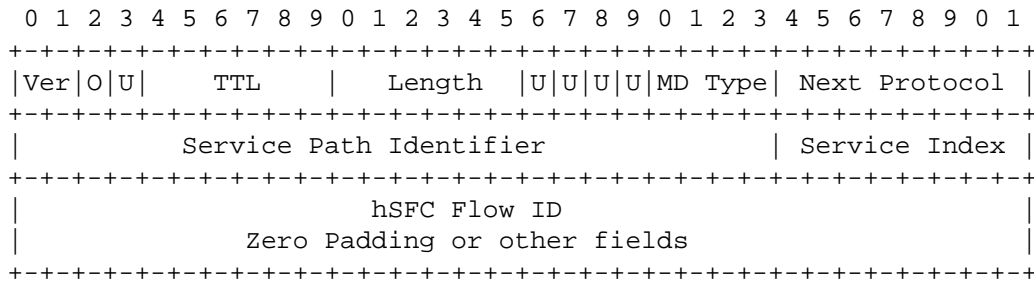 0 1 2 3 4 5 6 7 8 9 0 1 2 3 4 5 6 7 8 9 0 1 2 3 4 5 6 7 8 9 0 1
+-+-+-+-+-+-+-+-+-+-+-+-+-+-+-+-+-+-+-+-+-+-+-+-+-+-+-+-+-+-+-+-+
|Ver|O|U|    TTL    |   Length  |U|U|U|U|MD Type| Next Protocol |
+-+-+-+-+-+-+-+-+-+-+-+-+-+-+-+-+-+-+-+-+-+-+-+-+-+-+-+-+-+-+-+-+
|          Service Path Identifier              | Service Index |
+-+-+-+-+-+-+-+-+-+-+-+-+-+-+-+-+-+-+-+-+-+-+-+-+-+-+-+-+-+-+-+-+
|                      hSFC Flow ID                             |
|              Zero Padding or other fields                     |
+-+-+-+-+-+-+-+-+-+-+-+-+-+-+-+-+-+-+-+-+-+-+-+-+-+-+-+-+-+-+-+-+